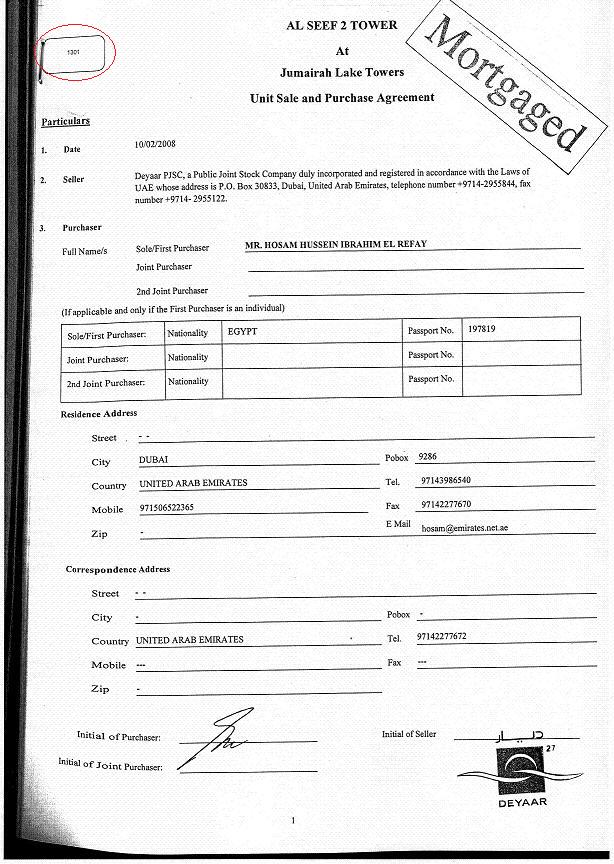 1301
AL SEEF 2 TOWER
At
Jumairah Lake Towers
Unit Sale and Purchase Agreement
Mortgaged
Particulars
1. Date 10/02/2008
2. Seller Deyaar PJSC, a Public Joint Stock Company duly incorporated and registered in accordance with the Laws of
UAE whose address is P.O. Box 30833, Dubai, United Arab Emirates, telephone number +9714-2955844, fax
number +9714- 2955122.
3. Purchaser
Full Name/s Sole/First Purchaser MR. HOSAM HUSSEIN IBRAHIM EL REFAY
Joint Purchaser
2nd Joint Purchaser
(If applicable and only if the First Purchaser is an individual)
Sole/First Purchaser: Nationality EGYPT Passport No. 197819
Joint Purchaser: Nationality Passport No.
2nd Joint Purchaser: Nationality Passport No.
Residence Address
Street . - -
City DUBAI Pobox 9286
Country UNITED ARAB EMIRATES Tel. 97143986540
Mobile 971506522365 Fax 97142277670
Zip - E Mail hosam@emirates.net.ae
Correspondence Address
Street - -
City - Pobox -
Country UNITED ARAB EMIRATES Tel. 97142277672
Mobile --- Fax ---
Zip -
Initial of Purchaser: Initial of Seller
ديـــار
27
Initial of Joint Purchaser:
DEYAAR
1